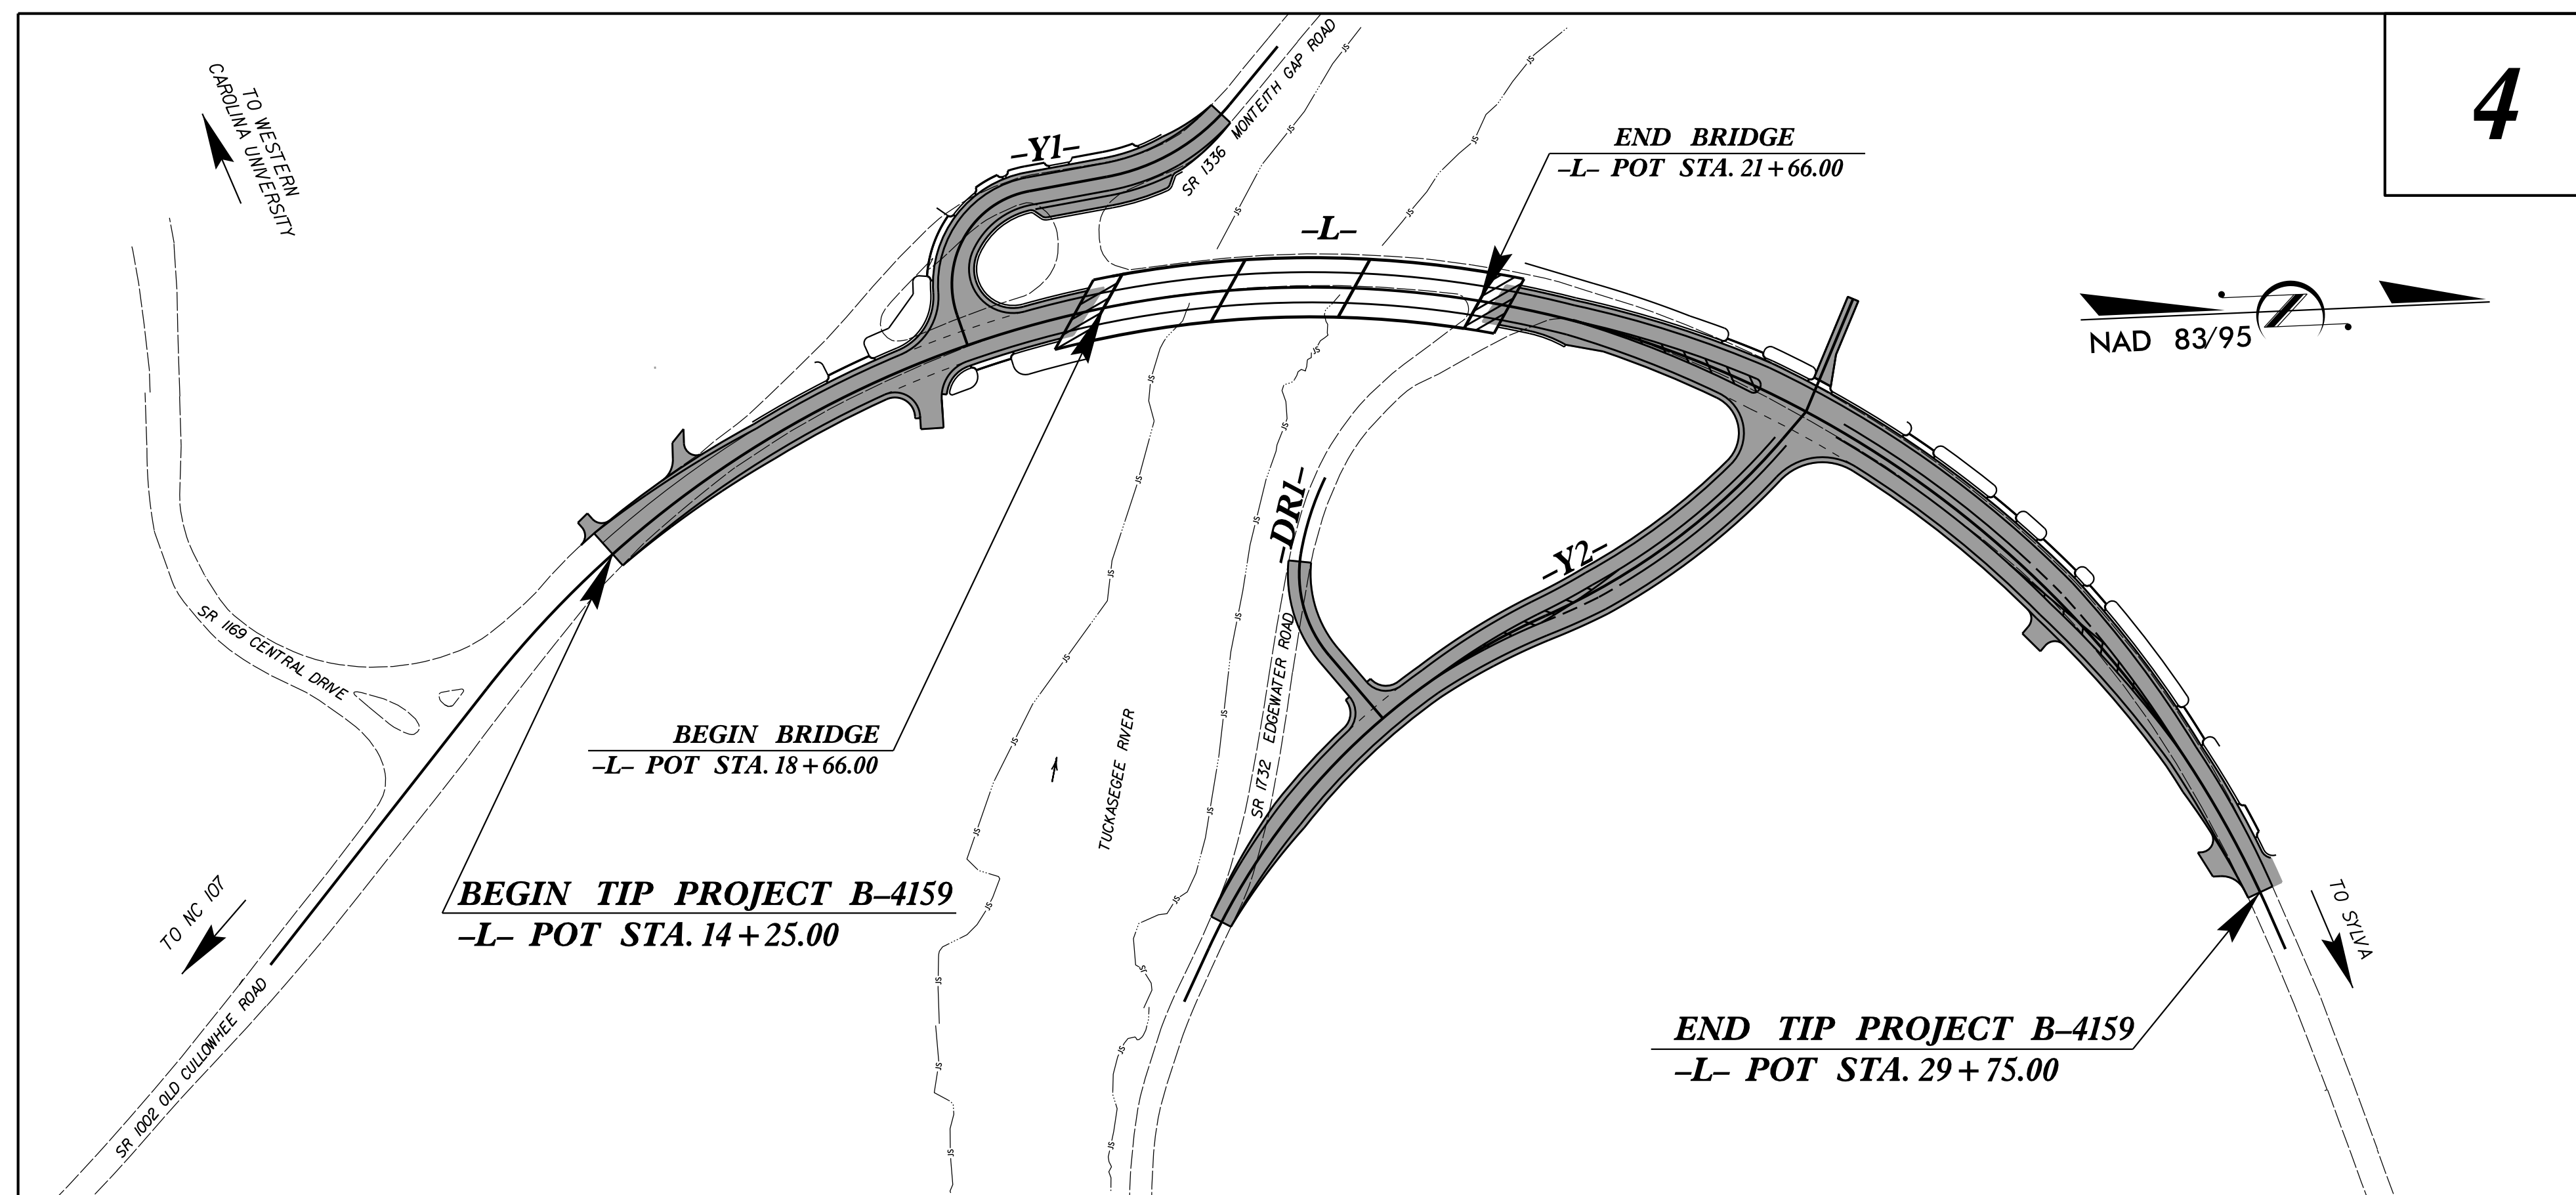 4
TO WESTERN
CAROLINA UNIVERSITY
–Y1–
SR 1336 MONTEITH GAP ROAD
END BRIDGE
–L– POT STA. 21+66.00
–L–
NAD 83/95
–DR1–
–Y2–
SR 1169 CENTRAL DRIVE
SR 1732 EDGEWATER ROAD
BEGIN BRIDGE
–L– POT STA. 18+66.00
TUCKASEGEE RIVER
BEGIN TIP PROJECT B–4159
–L– POT STA. 14+25.00
TO NC 107
SR 1002 OLD CULLOWHEE ROAD
TO SYLVA
END TIP PROJECT B–4159
–L– POT STA. 29+75.00